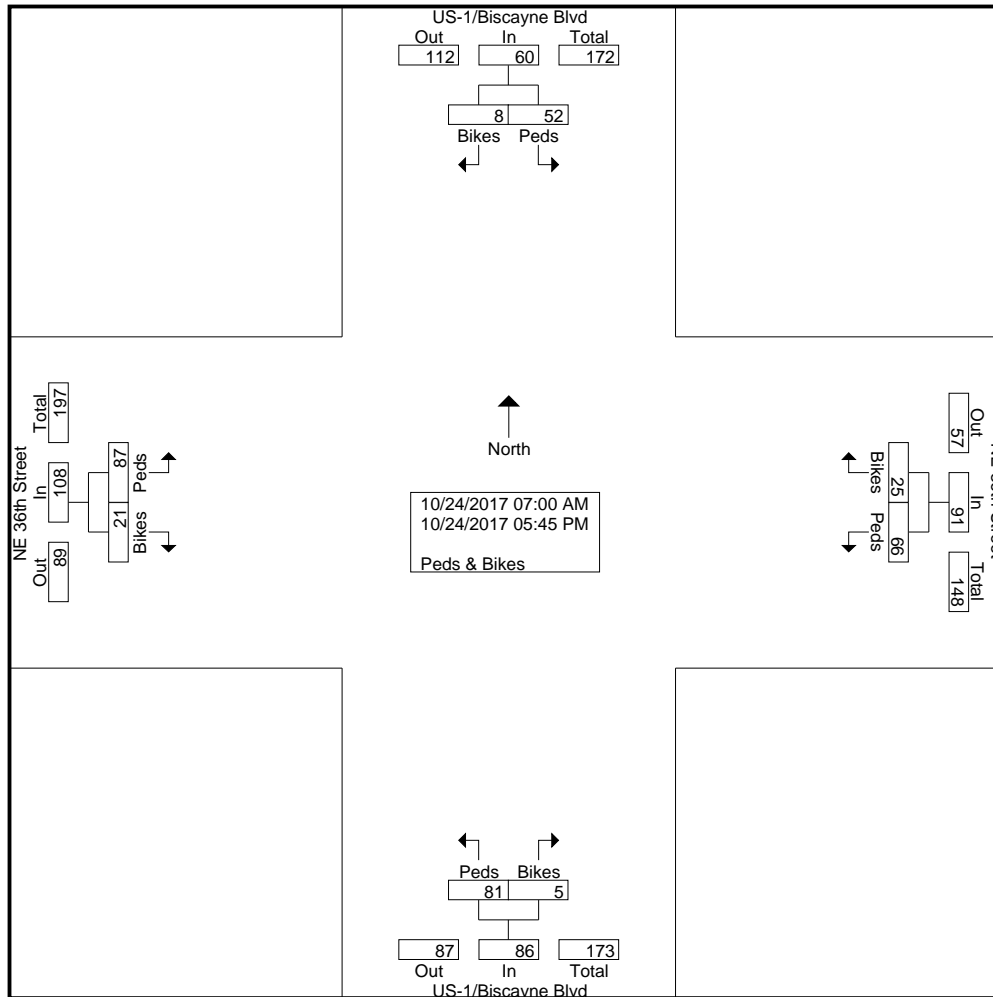 US-1/Biscayne Blvd
Out In Total
112 60 172
8 52
Bikes Peds
North
10/24/2017 07:00 AM
10/24/2017 05:45 PM
Peds & Bikes
NE 36th Street
Out In Total
89 108 197
Bikes Peds
21 87
Out In Total
57 91 148
Bikes Peds
25 66
Peds Bikes
81 5
87 86 173
Out In Total
US-1/Biscayne Blvd